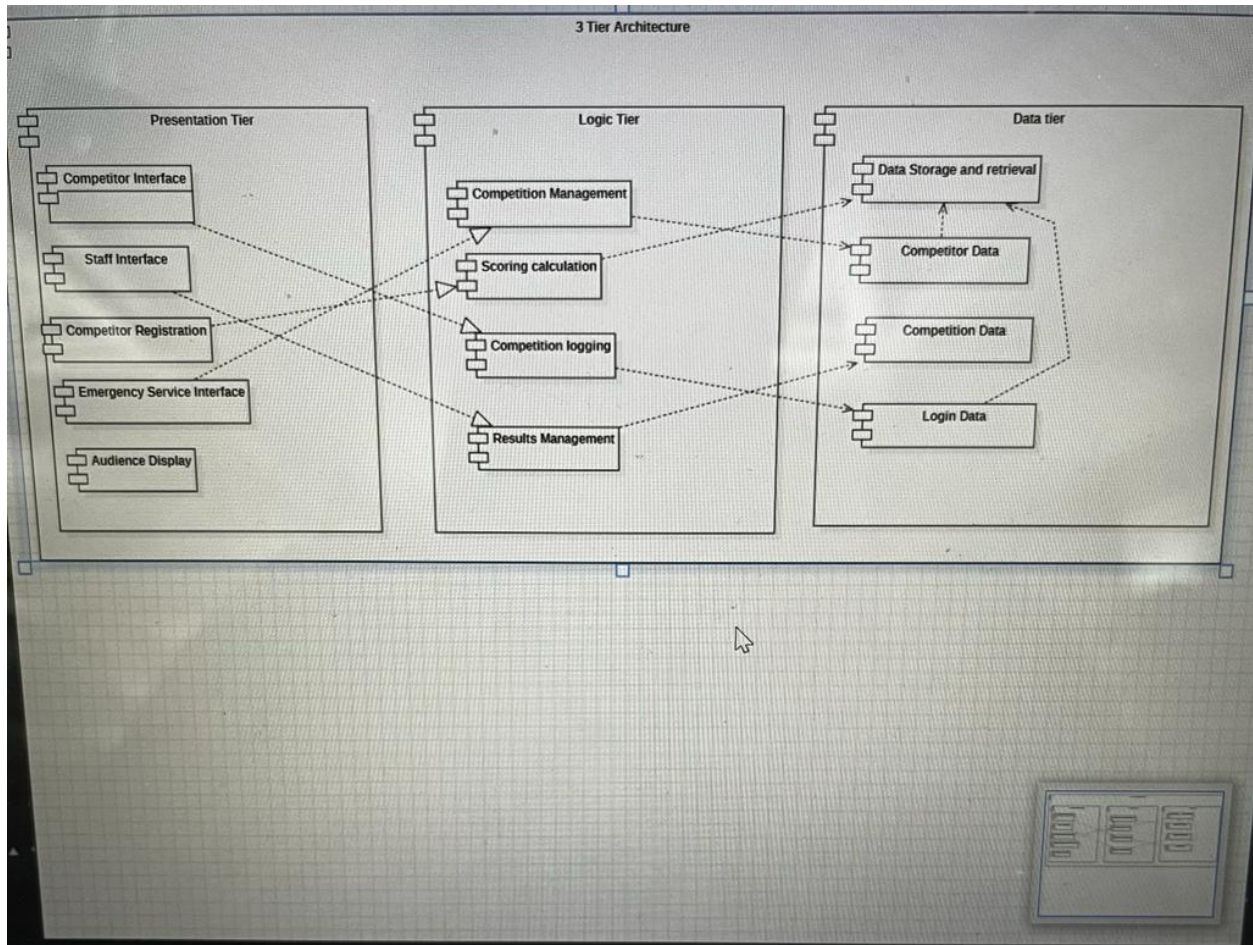 3 Tier Architecture
Presentation Tier
Competitor Interface
Staff Interface
Competitor Registration
Emergency Service Interface
Audience Display
Logic Tier
Competition Management
Scoring calculation
Competition logging
Results Management
Data tier
Data Storage and retrieval
Competitor Data
Competition Data
Login Data